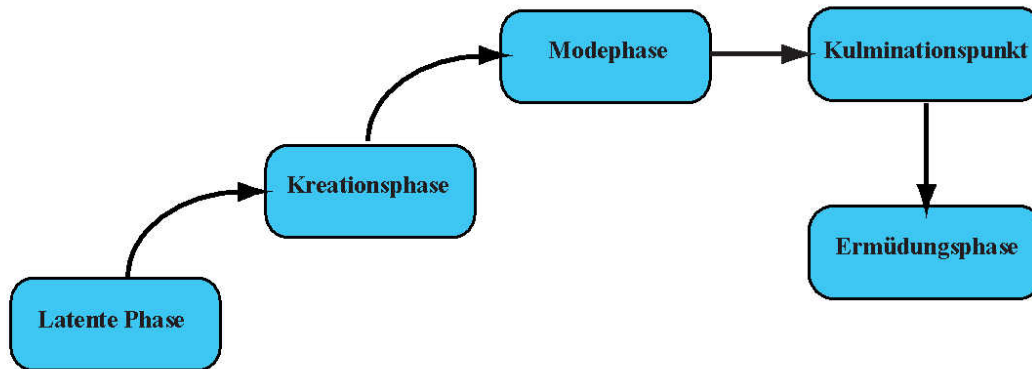 Latente Phase
Kreationsphase
Modephase
Kulminationspunkt
Ermüdungsphase